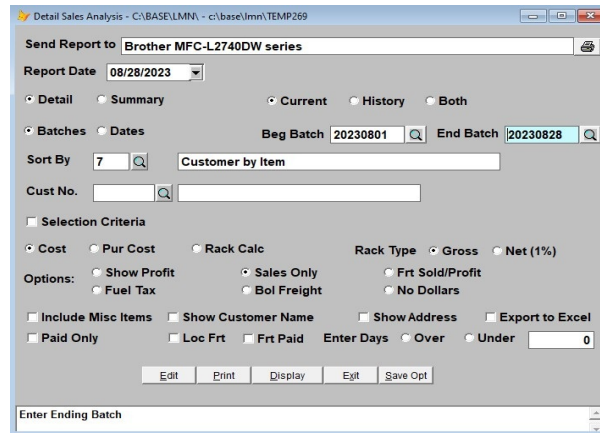 Detail Sales Analysis - C:\BASE\LMN\ - c:\base\lmn\TEMP269
Send Report to Brother MFC-L2740DW series
Report Date 08/28/2023
Detail Summary Current History Both
Batches Dates Beg Batch 20230801 End Batch 20230828
Sort By 7 Customer by Item
Cust No.
Selection Criteria
Cost Pur Cost Rack Calc Rack Type Gross Net (1%)
Options: Show Profit Sales Only Frt Sold/Profit
Fuel Tax Bol Freight No Dollars
Include Misc Items Show Customer Name Show Address Export to Excel
Paid Only Loc Frt Frt Paid Enter Days Over Under 0
Edit Print Display Exit Save Opt
Enter Ending Batch